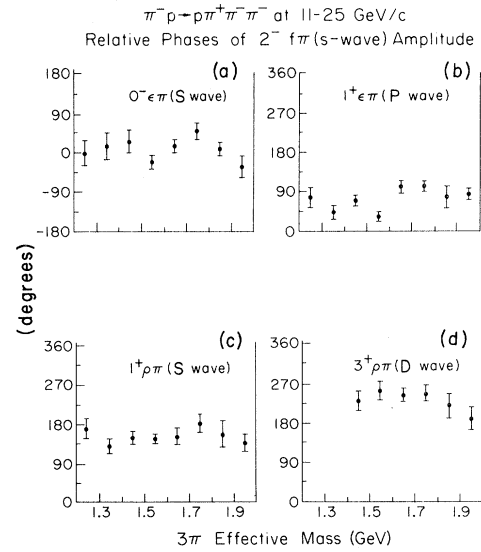 π⁻p→pπ⁺π⁻π⁻ at 11-25 GeV/c
Relative Phases of 2⁻ fπ(s-wave) Amplitude
(a)
0⁻επ(S wave)
180
90
0
-90
-180
(b)
1⁺επ(P wave)
360
270
180
90
0
(degrees)
(c)
1⁺ρπ(S wave)
360
270
180
90
0
1.3 1.5 1.7 1.9
(d)
3⁺ρπ(D wave)
360
270
180
90
0
1.3 1.5 1.7 1.9
3π Effective Mass (GeV)